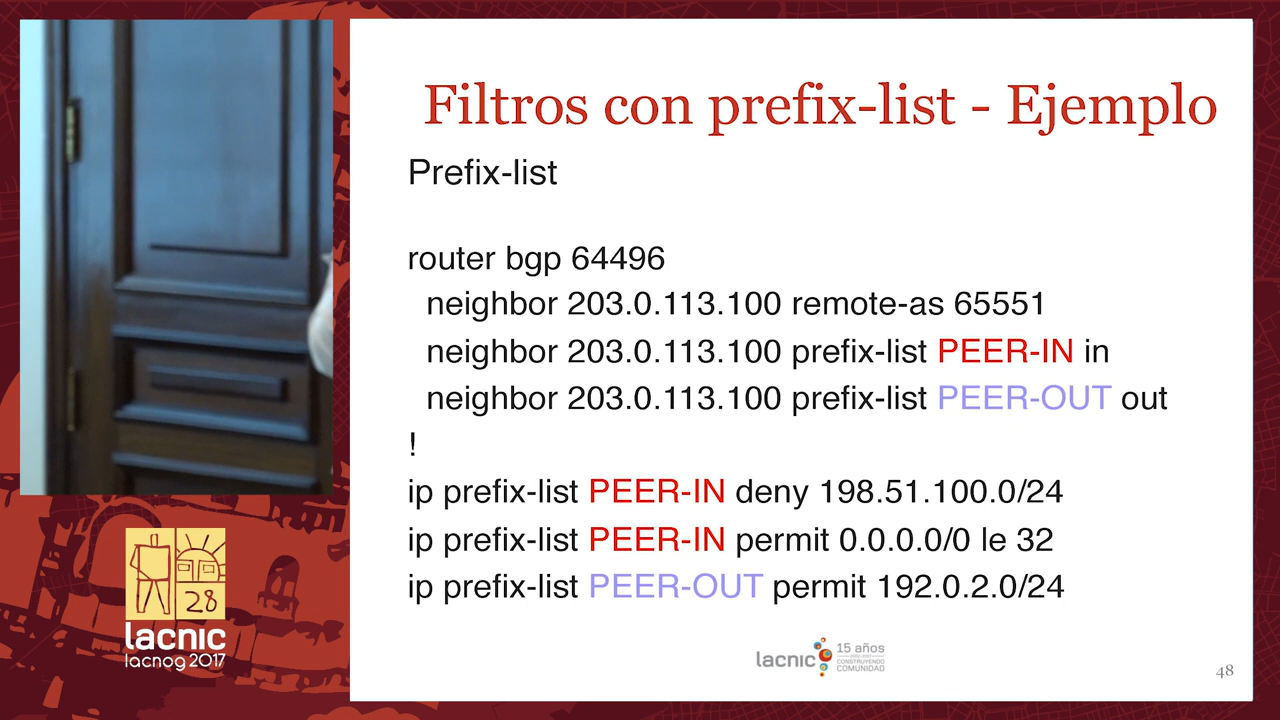 Filtros con prefix-list - Ejemplo
Prefix-list
router bgp 64496
neighbor 203.0.113.100 remote-as 65551
neighbor 203.0.113.100 prefix-list PEER-IN in
neighbor 203.0.113.100 prefix-list PEER-OUT out
!
ip prefix-list PEER-IN deny 198.51.100.0/24
ip prefix-list PEER-IN permit 0.0.0.0/0 le 32
ip prefix-list PEER-OUT permit 192.0.2.0/24
28
lacnic
lacnog 2017
lacnic
15 años
CONSTRUYENDO
COMUNIDAD
48